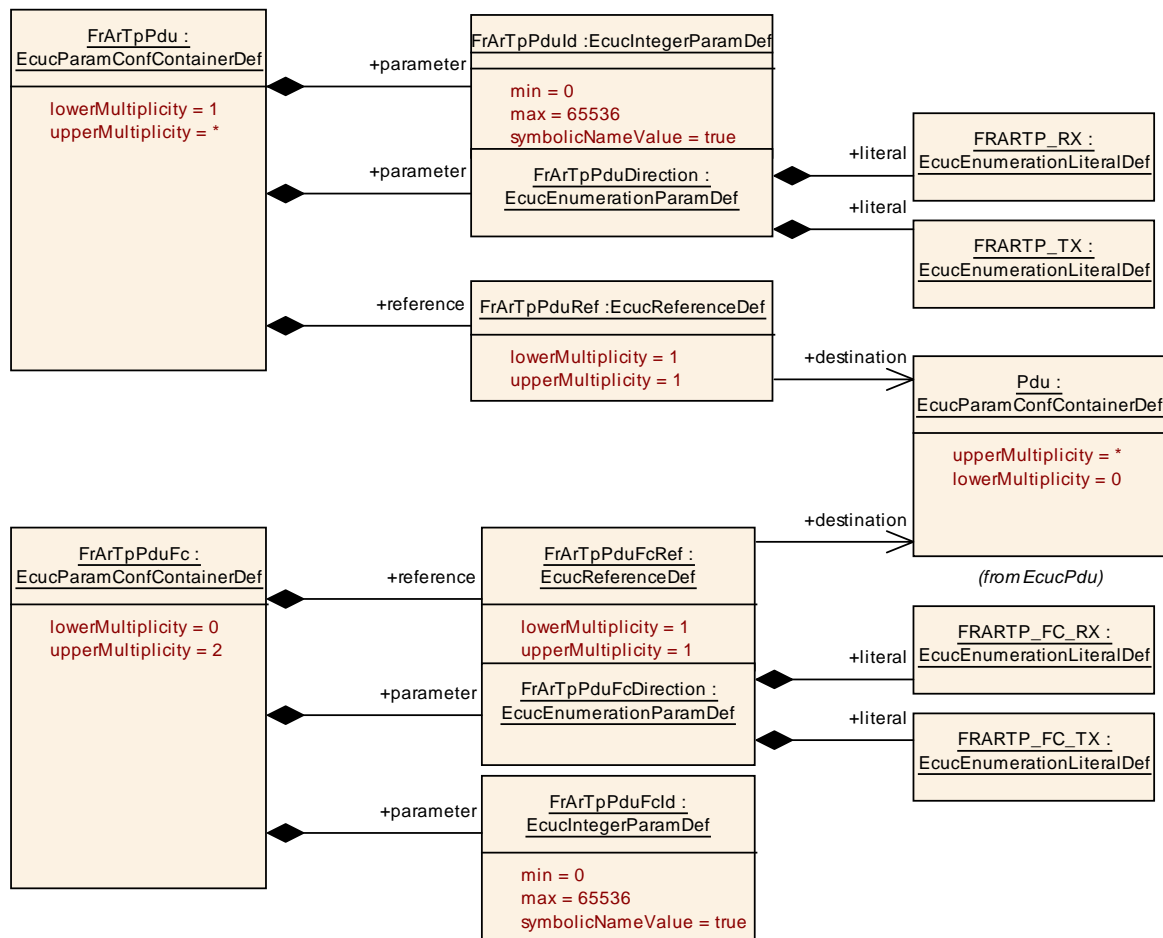 FrArTpPdu :
EcucParamConfContainerDef
lowerMultiplicity = 1
upperMultiplicity = *
+parameter
FrArTpPduId :EcucIntegerParamDef
min = 0
max = 65536
symbolicNameValue = true
+parameter
FrArTpPduDirection :
EcucEnumerationParamDef
+literal
FRARTP_RX :
EcucEnumerationLiteralDef
+literal
FRARTP_TX :
EcucEnumerationLiteralDef
+reference
FrArTpPduRef :EcucReferenceDef
lowerMultiplicity = 1
upperMultiplicity = 1
+destination
Pdu :
EcucParamConfContainerDef
upperMultiplicity = *
lowerMultiplicity = 0
(from EcucPdu)
+destination
FrArTpPduFc :
EcucParamConfContainerDef
lowerMultiplicity = 0
upperMultiplicity = 2
+reference
FrArTpPduFcRef :
EcucReferenceDef
lowerMultiplicity = 1
upperMultiplicity = 1
+parameter
FrArTpPduFcDirection :
EcucEnumerationParamDef
+literal
FRARTP_FC_RX :
EcucEnumerationLiteralDef
+literal
FRARTP_FC_TX :
EcucEnumerationLiteralDef
+parameter
FrArTpPduFcId :
EcucIntegerParamDef
min = 0
max = 65536
symbolicNameValue = true